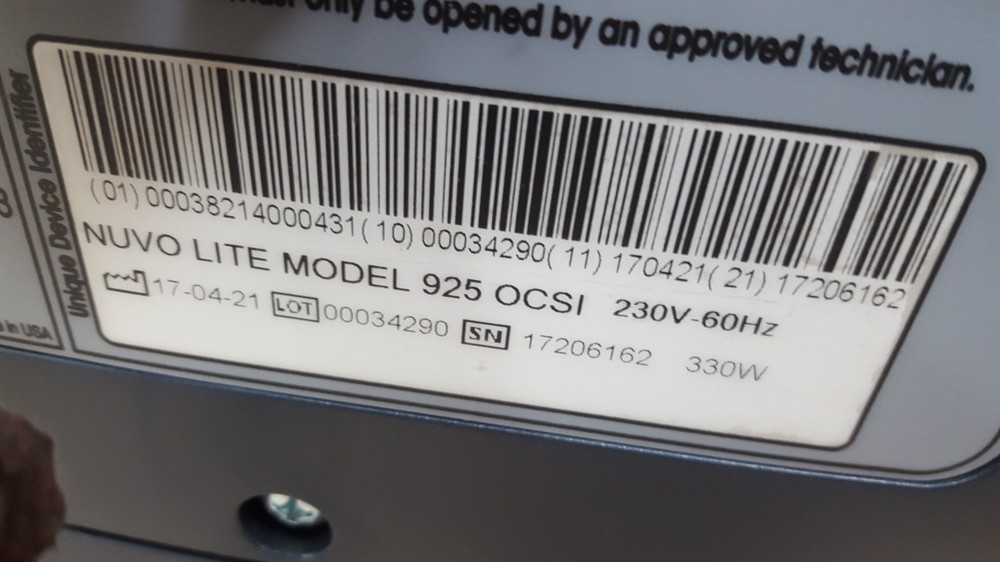 must only be opened by an approved technician.
Unique Device Identifier
(01)00038214000431(10)00034290(11)170421(21)17206162
NUVO LITE MODEL 925 OCSI 230V-60Hz
17-04-21 LOT 00034290 SN 17206162 330W
in USA